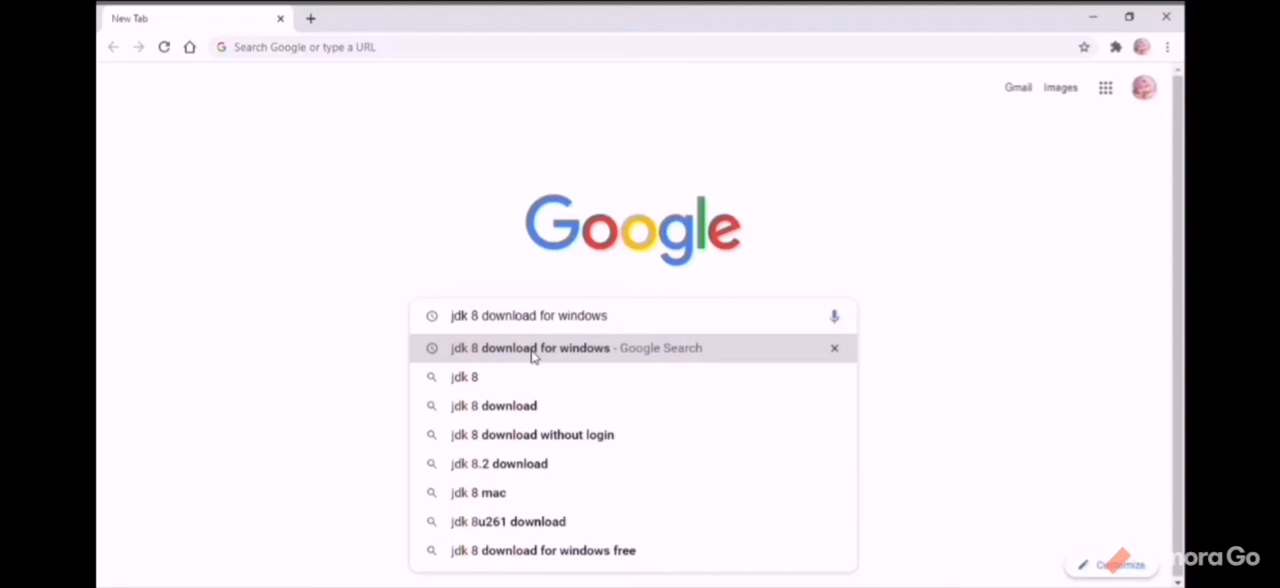 New Tab
Search Google or type a URL
Gmail Images
Google
jdk 8 download for windows
jdk 8 download for windows - Google Search
jdk 8
jdk 8 download
jdk 8 download without login
jdk 8.2 download
jdk 8 mac
jdk 8u261 download
jdk 8 download for windows free
Customize
Go